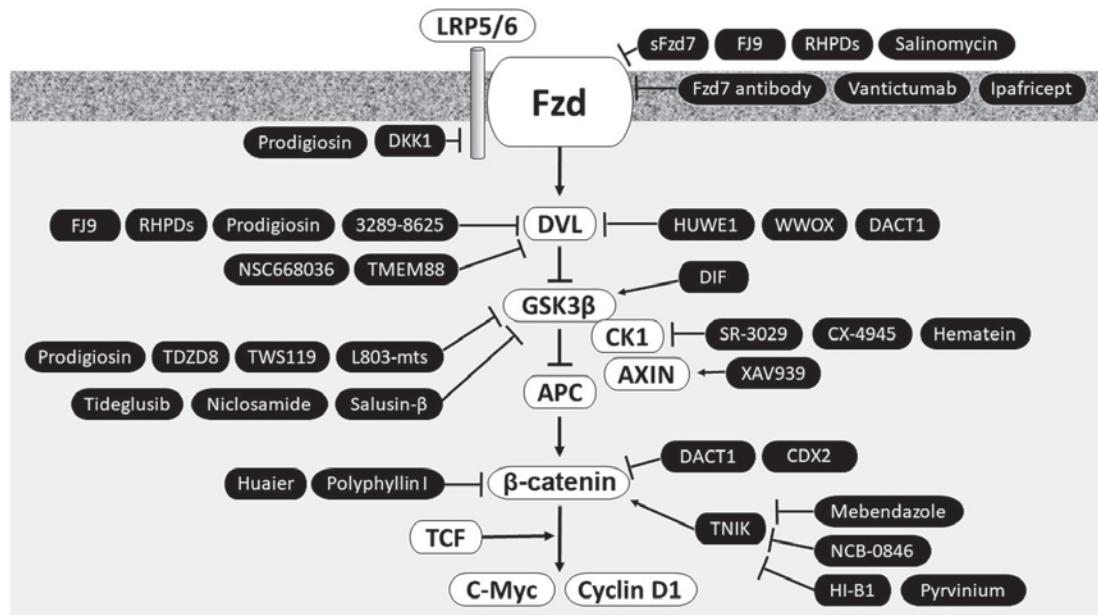 LRP5/6
sFzd7 FJ9 RHPDs Salinomycin
Fzd
Fzd7 antibody Vantictumab Ipafricept
Prodigiosin DKK1
FJ9 RHPDs Prodigiosin 3289-8625 DVL HUWE1 WWOX DACT1
NSC668036 TMEM88
DIF
GSK3β
CK1 SR-3029 CX-4945 Hematein
Prodigiosin TDZD8 TWS119 L803-mts
AXIN XAV939
APC
Tideglusib Niclosamide Salusin-β
DACT1 CDX2
Huaier Polyphyllin I β-catenin
Mebendazole
TNIK
TCF
NCB-0846
C-Myc Cyclin D1 HI-B1 Pyrvinium